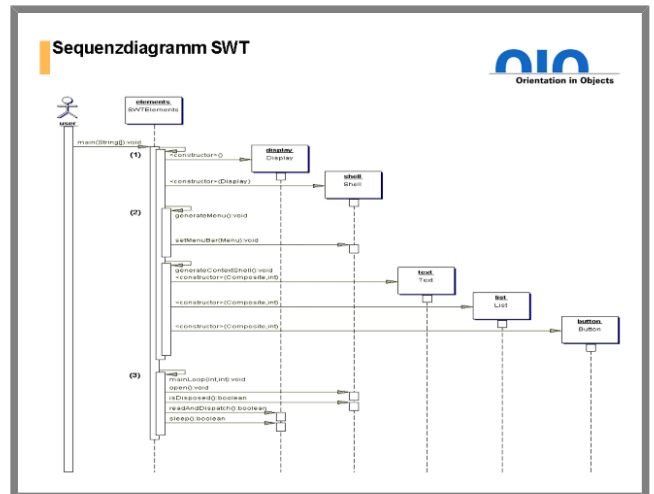 Sequenzdiagramm SWT
OIO
Orientation in Objects
user
elements
SWTElements
main(String[]):void
(1)
<constructor>()
display
Display
<constructor>(Display)
shell
Shell
(2)
generateMenu():void
setMenuBar(Menu):void
generateContextShell():void
<constructor>(Composite,int)
text
Text
<constructor>(Composite,int)
list
List
<constructor>(Composite,int)
button
Button
(3)
mainLoop(int,int):void
open():void
isDisposed():boolean
readAndDispatch():boolean
sleep():boolean